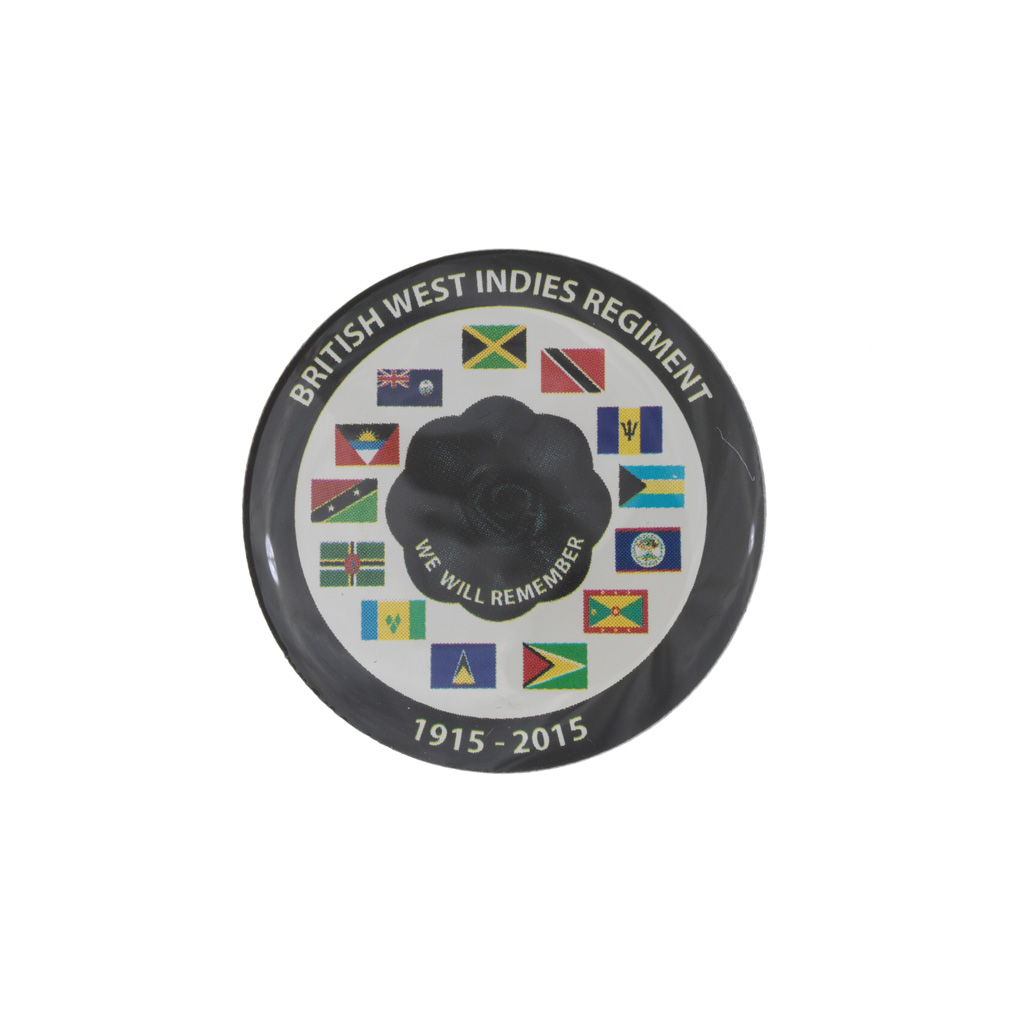 BRITISH WEST INDIES REGIMENT
WE WILL REMEMBER
1915 - 2015